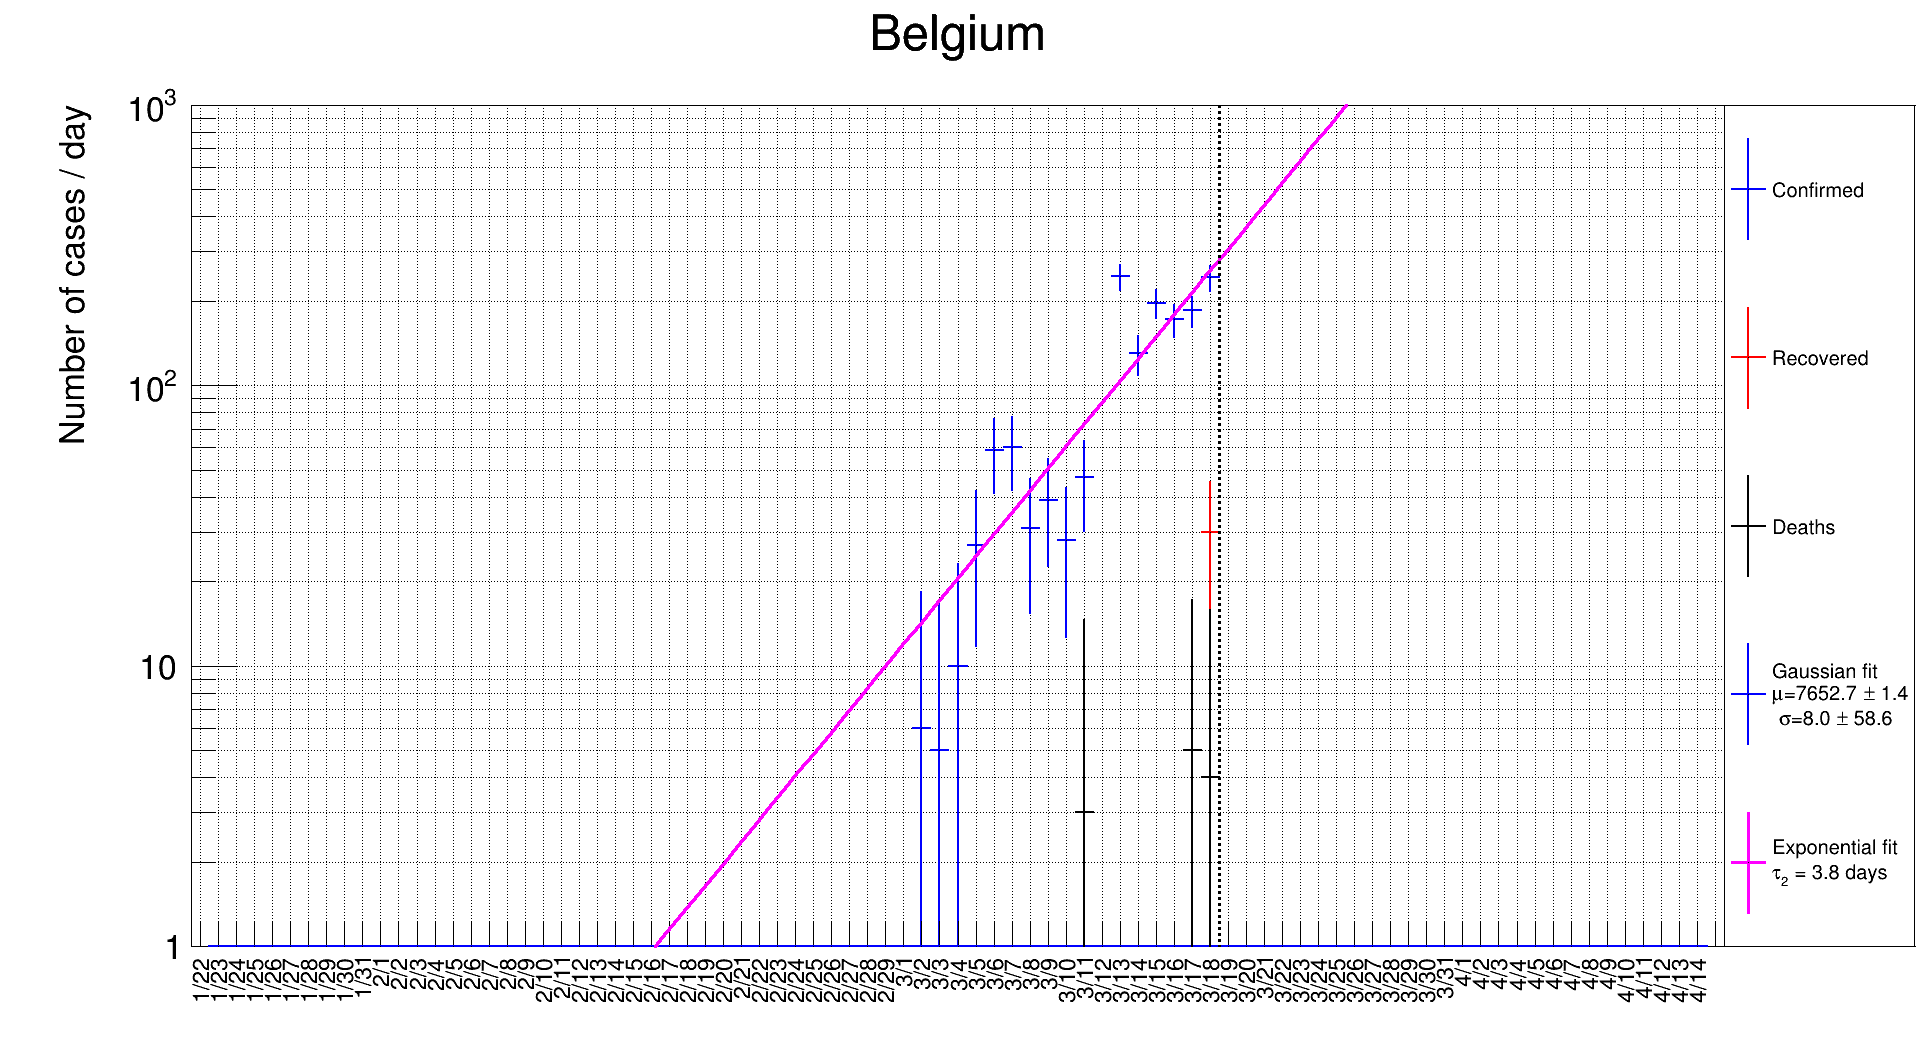 Belgium
Number of cases / day
10³
10²
10
1
1/22 1/23 1/24 1/25 1/26 1/27 1/28 1/29 1/30 1/31 2/1 2/2 2/3 2/4 2/5 2/6 2/7 2/8 2/9 2/10 2/11 2/12 2/13 2/14 2/15 2/16 2/17 2/18 2/19 2/20 2/21 2/22 2/23 2/24 2/25 2/26 2/27 2/28 2/29 3/1 3/2 3/3 3/4 3/5 3/6 3/7 3/8 3/9 3/10 3/11 3/12 3/13 3/14 3/15 3/16 3/17 3/18 3/19 3/20 3/21 3/22 3/23 3/24 3/25 3/26 3/27 3/28 3/29 3/30 3/31 4/1 4/2 4/3 4/4 4/5 4/6 4/7 4/8 4/9 4/10 4/11 4/12 4/13 4/14
Confirmed
Recovered
Deaths
Gaussian fit
μ=7652.7 ± 1.4
σ=8.0 ± 58.6
Exponential fit
τ₂ = 3.8 days